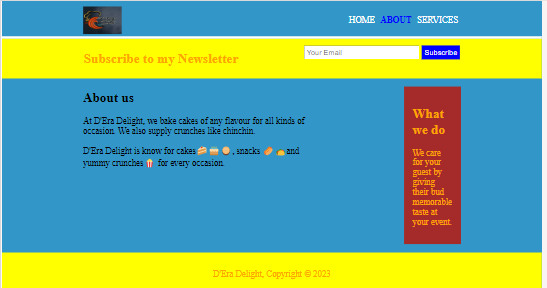 HOME ABOUT SERVICES
Subscribe to my Newsletter
Your Email
Subscribe
About us
At D'Era Delight, we bake cakes of any flavour for all kinds of
occasion. We also supply crunches like chinchin.
D'Era Delight is know for cakes🍰🎂🥮, snacks 🥖🌮and
yummy crunches🍿 for every occasion.
What
we do
We care
for your
guest by
giving
their bud
memorable
taste at
your event.
D'Era Delight, Copyright © 2023